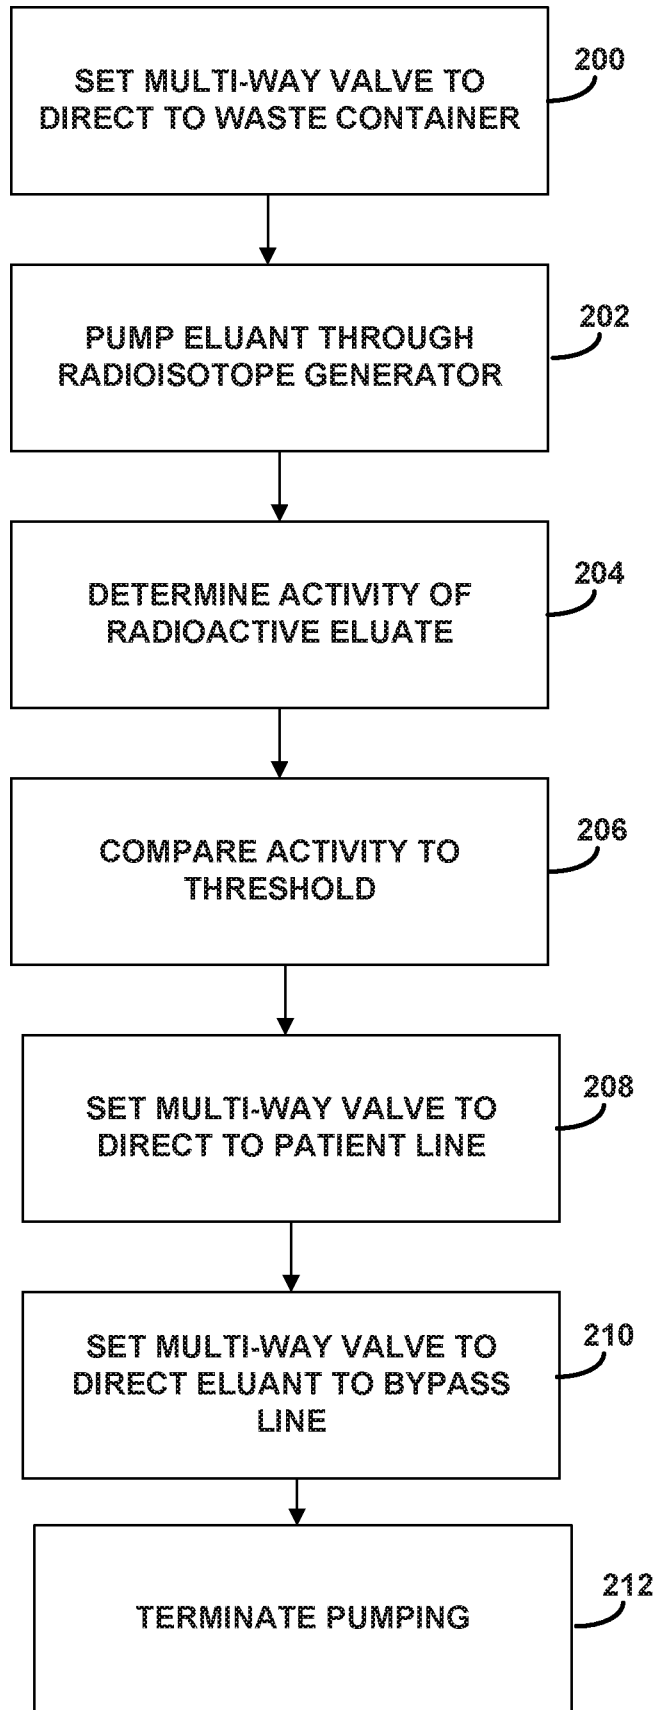 SET MULTI-WAY VALVE TO
DIRECT TO WASTE CONTAINER
200
PUMP ELUANT THROUGH
RADIOISOTOPE GENERATOR
202
DETERMINE ACTIVITY OF
RADIOACTIVE ELUATE
204
COMPARE ACTIVITY TO
THRESHOLD
206
SET MULTI-WAY VALVE TO
DIRECT TO PATIENT LINE
208
SET MULTI-WAY VALVE TO
DIRECT ELUANT TO BYPASS
LINE
210
TERMINATE PUMPING
212